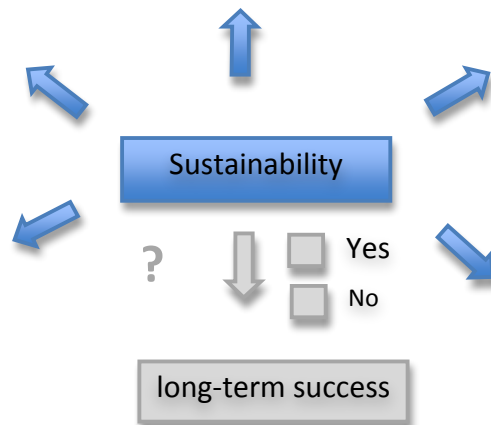 Sustainability
?
Yes
No
long-term success